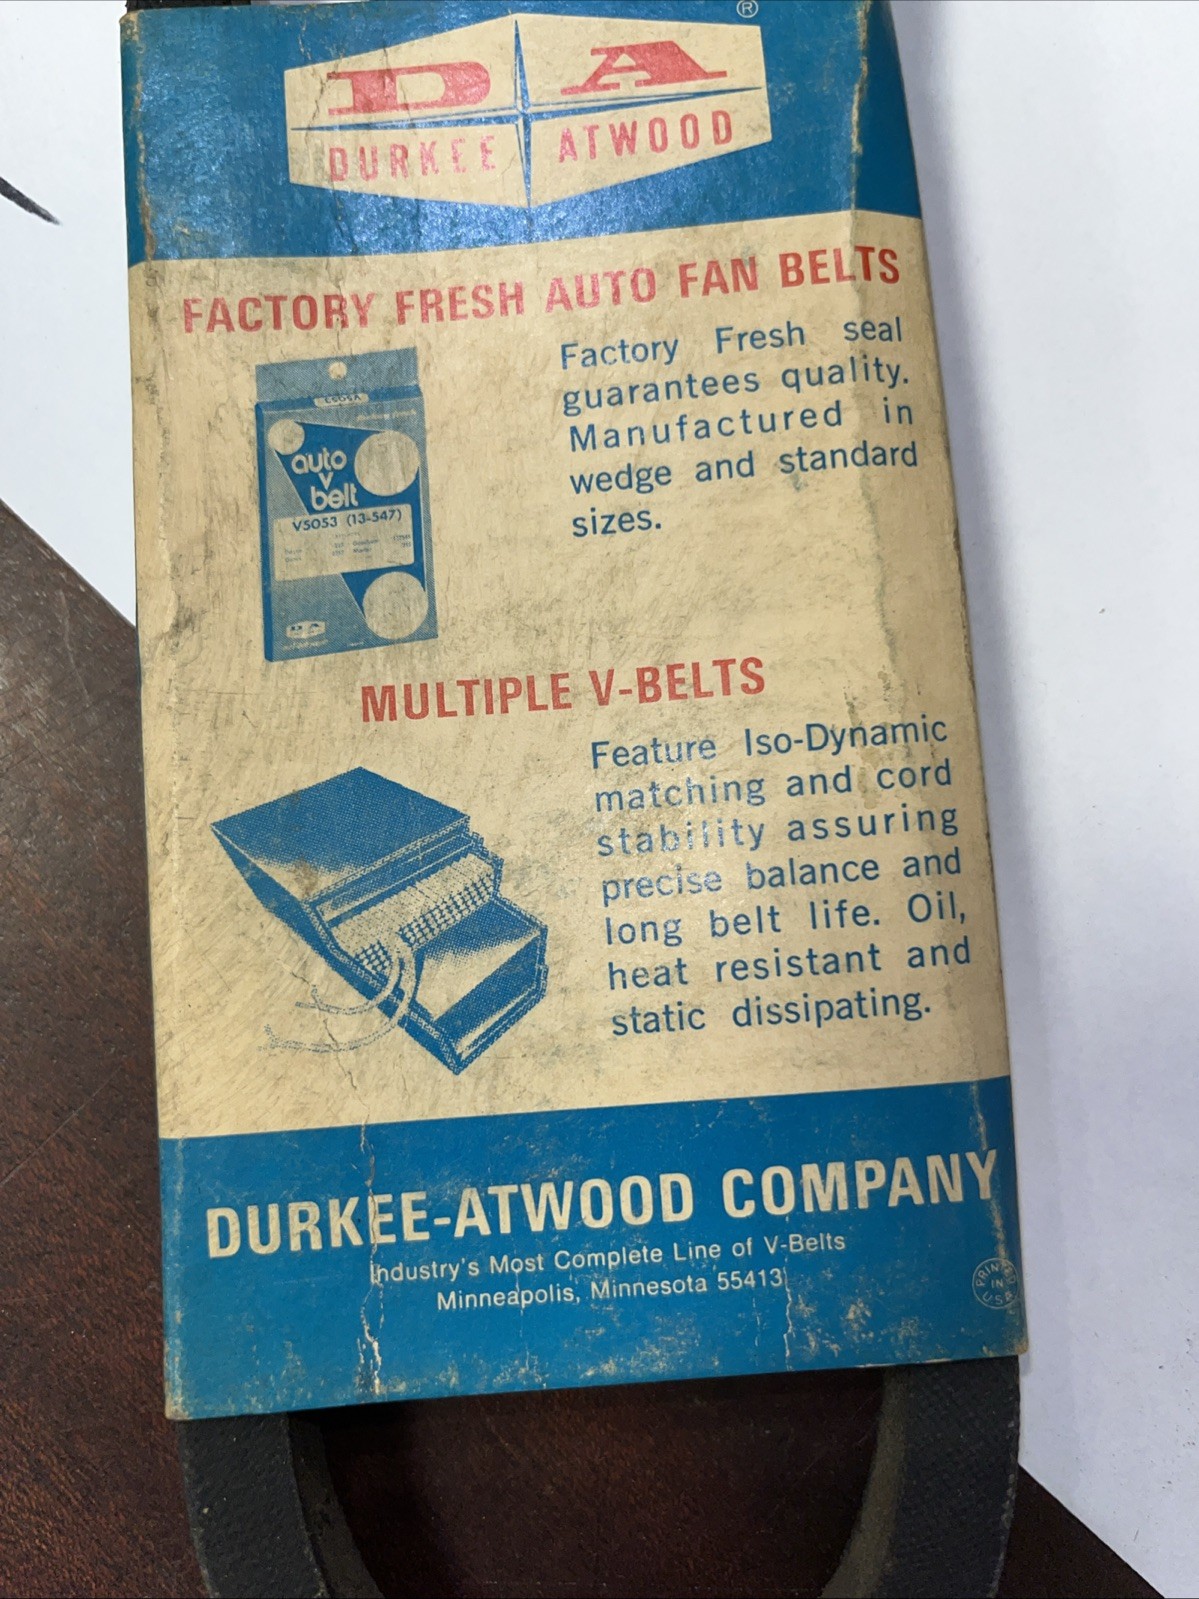 ®
D A
DURKEE ATWOOD
FACTORY FRESH AUTO FAN BELTS
Factory Fresh seal
guarantees quality.
Manufactured in
wedge and standard
sizes.
auto
v
belt
V5053 (13-547)
MULTIPLE V-BELTS
Feature Iso-Dynamic
matching and cord
stability assuring
precise balance and
long belt life. Oil,
heat resistant and
static dissipating.
DURKEE-ATWOOD COMPANY
Industry's Most Complete Line of V-Belts
Minneapolis, Minnesota 55413
PRINTED
IN
USA